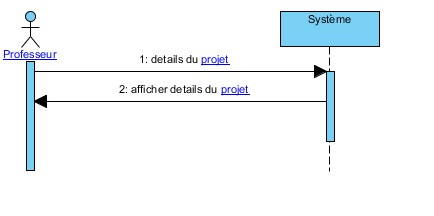 Système
Professeur
1: details du projet
2: afficher details du projet